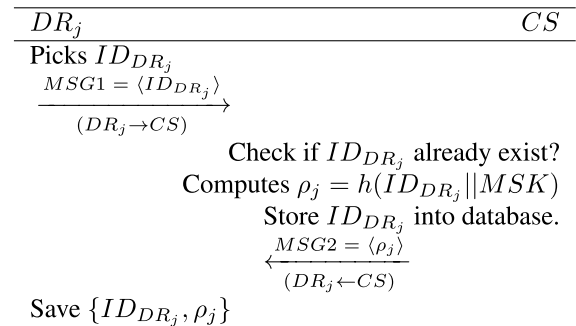 DR_j CS
Picks ID_{DR_j}
MSG1 = ⟨ID_{DR_j}⟩
(DR_j→CS)
Check if ID_{DR_j} already exist?
Computes ρ_j = h(ID_{DR_j}||MSK)
Store ID_{DR_j} into database.
MSG2 = ⟨ρ_j⟩
(DR_j←CS)
Save {ID_{DR_j}, ρ_j}